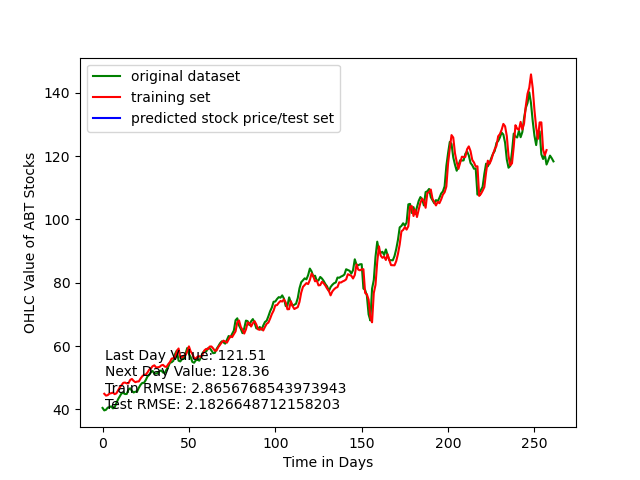 original dataset
training set
predicted stock price/test set
OHLC Value of ABT Stocks
140
120
100
80
60
40
Last Day Value: 121.51
Next Day Value: 128.36
Train RMSE: 2.8656768543973943
Test RMSE: 2.1826648712158203
0 50 100 150 200 250
Time in Days